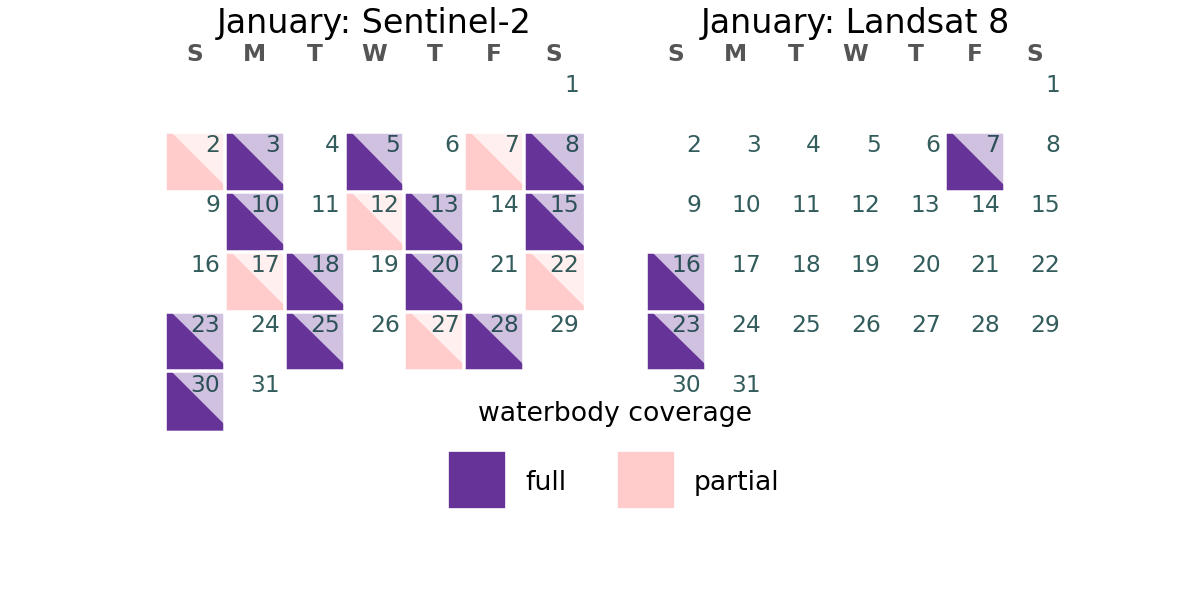 January: Sentinel-2
S M T W T F S
1
2 3 4 5 6 7 8
9 10 11 12 13 14 15
16 17 18 19 20 21 22
23 24 25 26 27 28 29
30 31
January: Landsat 8
S M T W T F S
1
2 3 4 5 6 7 8
9 10 11 12 13 14 15
16 17 18 19 20 21 22
23 24 25 26 27 28 29
30 31
waterbody coverage
full
partial